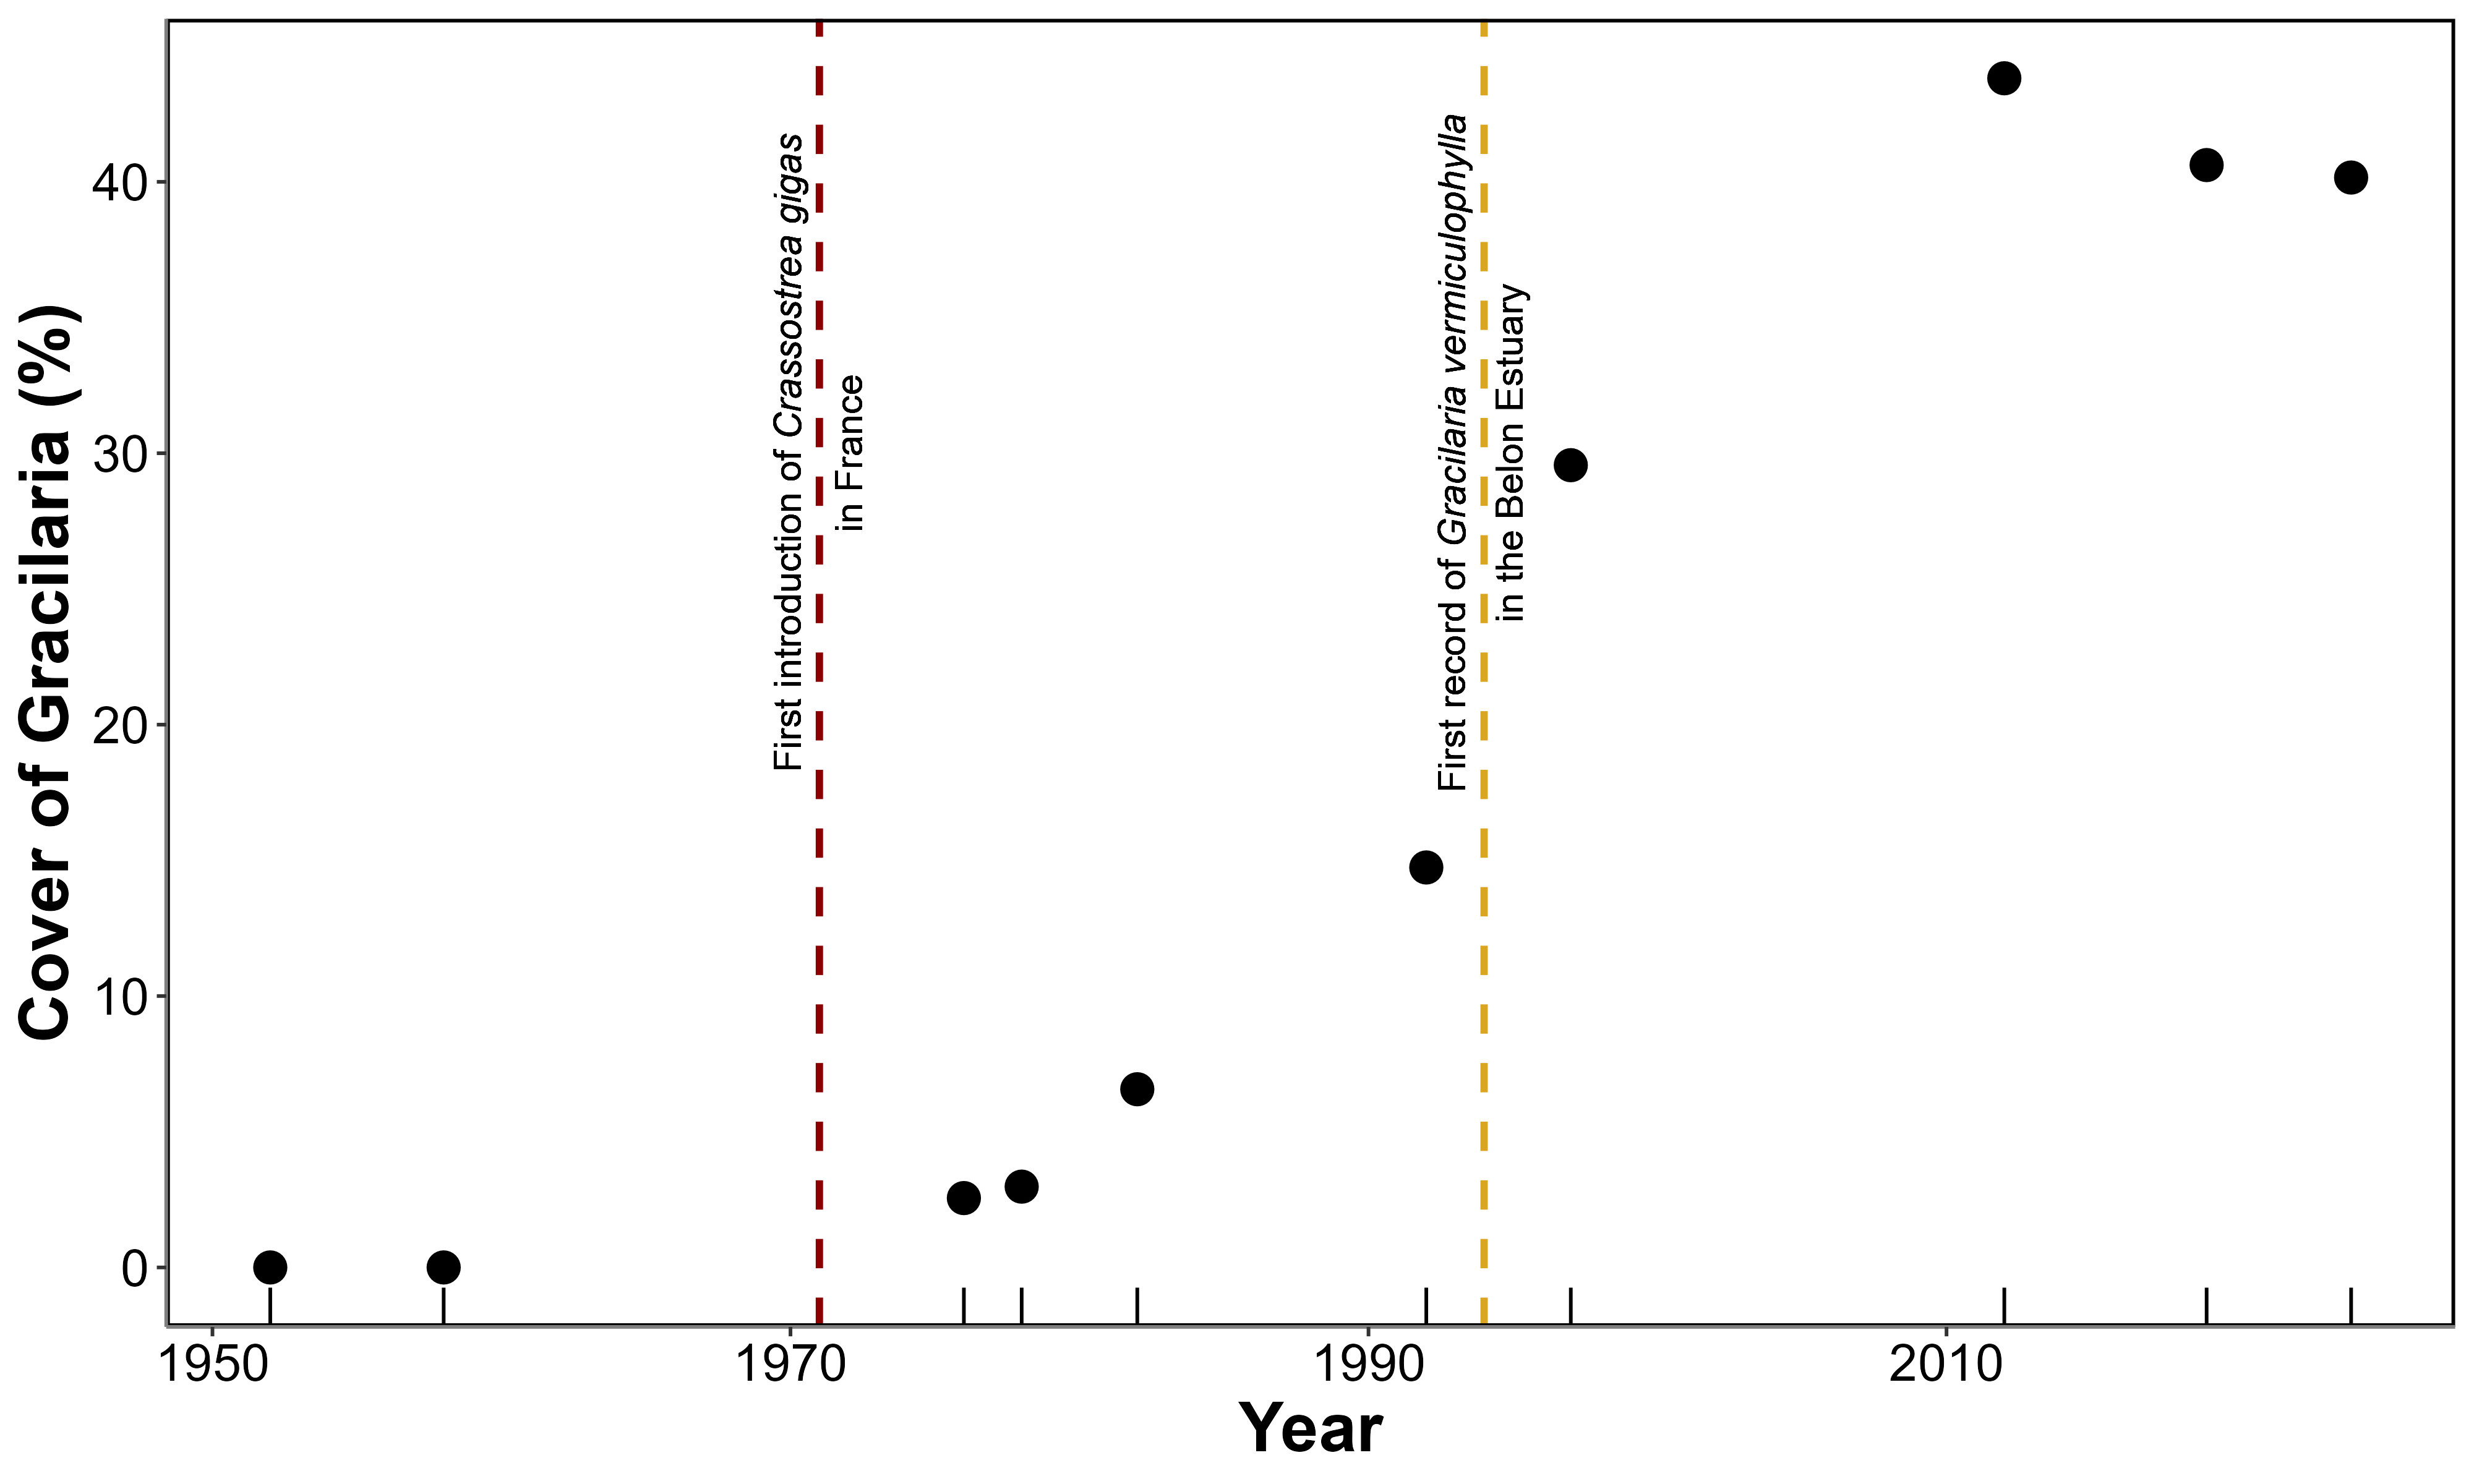 Cover of Gracilaria (%)
40
30
20
10
0
First introduction of Crassostrea gigas
in France
First record of Gracilaria vermiculophylla
in the Belon Estuary
1950
1970
1990
2010
Year